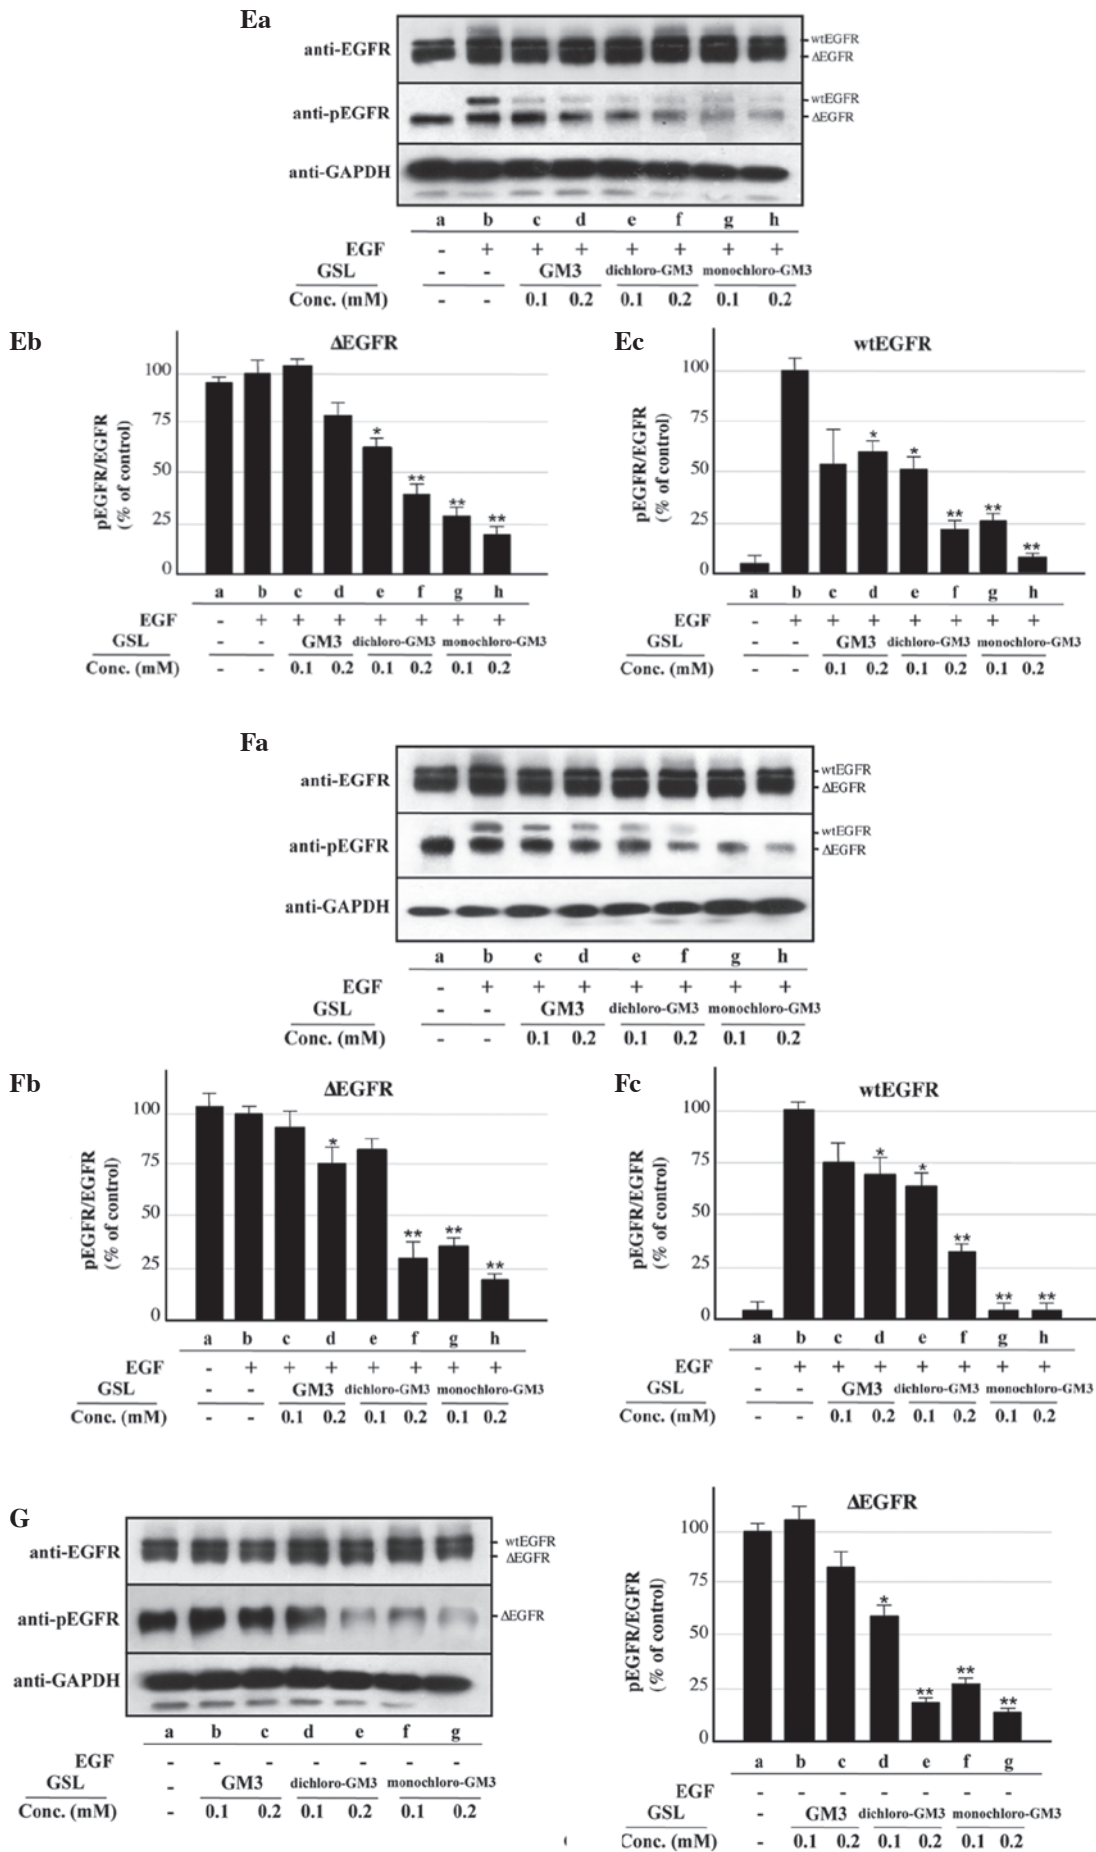 Ea
anti-EGFR
wtEGFR
ΔEGFR
anti-pEGFR
wtEGFR
ΔEGFR
anti-GAPDH
a b c d e f g h
EGF - + + + + + + +
GSL - - GM3 dichloro-GM3 monochloro-GM3
Conc. (mM) - - 0.1 0.2 0.1 0.2 0.1 0.2
Eb
ΔEGFR
pEGFR/EGFR
(% of control)
100
75
50
25
0
* ** ** **
a b c d e f g h
EGF - + + + + + + +
GSL - - GM3 dichloro-GM3 monochloro-GM3
Conc. (mM) - - 0.1 0.2 0.1 0.2 0.1 0.2
Ec
wtEGFR
pEGFR/EGFR
(% of control)
100
75
50
25
0
* * ** ** **
a b c d e f g h
EGF - + + + + + + +
GSL - - GM3 dichloro-GM3 monochloro-GM3
Conc. (mM) - - 0.1 0.2 0.1 0.2 0.1 0.2
Fa
anti-EGFR
wtEGFR
ΔEGFR
anti-pEGFR
wtEGFR
ΔEGFR
anti-GAPDH
a b c d e f g h
EGF - + + + + + + +
GSL - - GM3 dichloro-GM3 monochloro-GM3
Conc. (mM) - - 0.1 0.2 0.1 0.2 0.1 0.2
Fb
ΔEGFR
pEGFR/EGFR
(% of control)
100
75
50
25
0
* ** ** **
a b c d e f g h
EGF - + + + + + + +
GSL - - GM3 dichloro-GM3 monochloro-GM3
Conc. (mM) - - 0.1 0.2 0.1 0.2 0.1 0.2
Fc
wtEGFR
pEGFR/EGFR
(% of control)
100
75
50
25
0
* * ** ** **
a b c d e f g h
EGF - + + + + + + +
GSL - - GM3 dichloro-GM3 monochloro-GM3
Conc. (mM) - - 0.1 0.2 0.1 0.2 0.1 0.2
G
anti-EGFR
wtEGFR
ΔEGFR
anti-pEGFR
ΔEGFR
anti-GAPDH
a b c d e f g
EGF - - - - - - -
GSL - GM3 dichloro-GM3 monochloro-GM3
Conc. (mM) - 0.1 0.2 0.1 0.2 0.1 0.2
ΔEGFR
pEGFR/EGFR
(% of control)
100
75
50
25
0
* ** ** **
a b c d e f g
EGF - - - - - - -
GSL - GM3 dichloro-GM3 monochloro-GM3
Conc. (mM) - 0.1 0.2 0.1 0.2 0.1 0.2